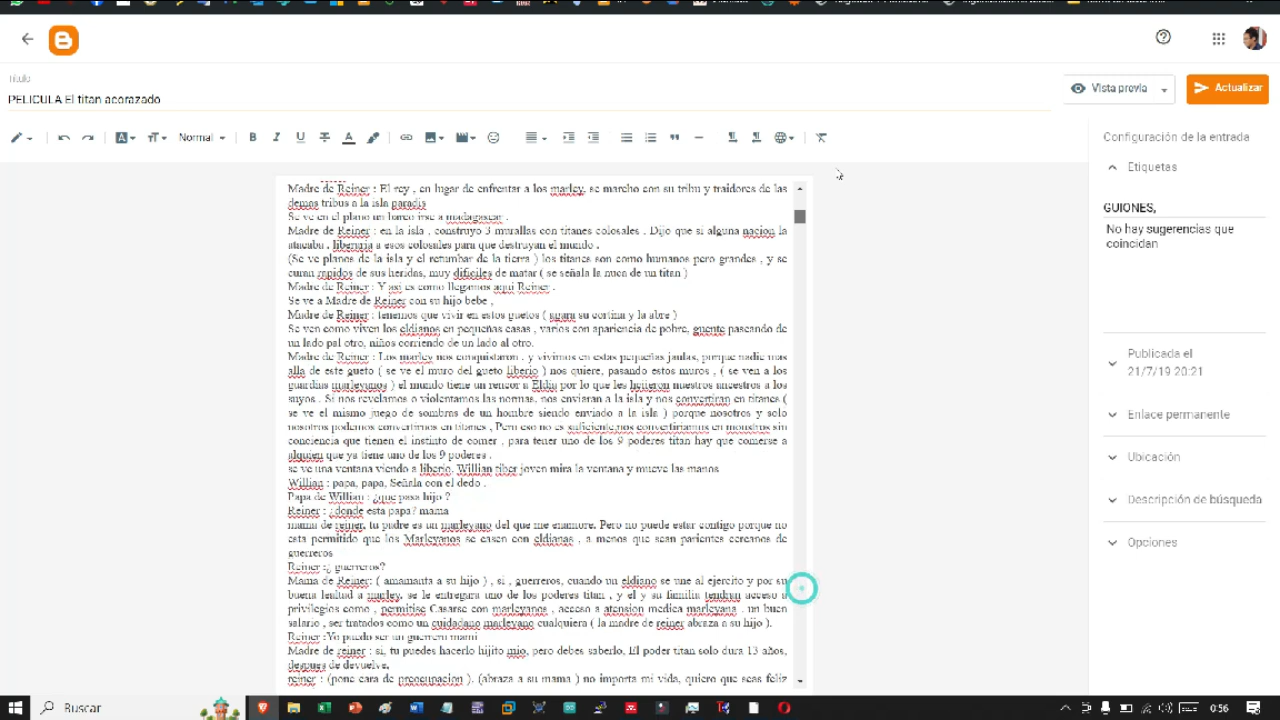 Título
PELICULA El titan acorazado
Vista previa
Actualizar
Normal
Configuración de la entrada
Etiquetas
GUIONES,
No hay sugerencias que
coincidan
Publicada el
21/7/19 20:21
Enlace permanente
Ubicación
Descripción de búsqueda
Opciones
Madre de Reiner : El rey , en lugar de enfrentar a los marley, se marcho con su tribu y traidores de las
demas tribus a la isla paradis
Se ve en el plano un barco irse a madagascar .
Madre de Reiner : en la isla , construyo 3 murallas con titanes colosales . Dijo que si alguna nacion la
atacaba , liberaria a esos colosales para que destruyan el mundo .
(Se ve planos de la isla y el retumbar de la tierra ) los titanes son como humanos pero grandes , y se
curan rapidos de sus heridas, muy dificiles de matar ( se señala la nuca de un titan )
Madre de Reiner : Y asi es como llegamos aqui Reiner .
Se ve a Madre de Reiner con su hijo bebe ,
Madre de Reiner : tenemos que vivir en estos guetos ( agara su cortina y la abre )
Se ven como viven los eldianos en pequeñas casas , varios con apariencia de pobre, guente paseando de
un lado pal otro, niños corriendo de un lado al otro.
Madre de Reiner : Los marley nos conquistaron . y vivimos en estas pequeñas jaulas, porque nadie mas
alla de este gueto ( se ve el muro del gueto liberio ) nos quiere, pasando estos muros , ( se ven a los
guardias marleyanos ) el mundo tiene un rencor a Eldia por lo que les hicieron nuestros ancestros a los
suyos . Si nos revelamos o violentamos las normas, nos enviaran a la isla y nos convertiran en titanes (
se ve el mismo juego de sombras de un hombre siendo enviado a la isla ) porque nosotros y solo
nosotros podemos convertirnos en titanes , Pero eso no es suficiente,nos convertiriamos en monstros sin
conciencia que tienen el instinto de comer , para tener uno de los 9 poderes titan hay que comerse a
alguien que ya tiene uno de los 9 poderes .
se ve una ventana viendo a liberio. Willian tiber joven mira la ventana y mueve las manos
Willian : papa, papa, Señala con el dedo .
Papa de Willian : ¿que pasa hijo ?
Reiner : ¿donde esta papa? mama
mama de reiner, tu padre es un marleyano del que me enamore. Pero no puede estar contigo porque no
esta permitido que los Marleyanos se casen con eldianas , a menos que sean parientes cercanos de
guerreros
Reiner :¿ guerreros?
Mama de Reiner: ( amamanta a su hijo ) , si , guerreros, cuando un eldiano se une al ejercito y por su
buena lealtad a marley, se le entregara uno de los poderes titan , y el y su familia tendran acceso a
privilegios como , permitise Casarse con marleyanos , acceso a atension medica marleyana . un buen
salario , ser tratados como un cuidadano marleyano cualquiera ( la madre de reiner abraza a su hijo ).
Reiner :Yo puedo ser un guerrero mami
Madre de reiner : si, tu puedes hacerlo hijito mio, pero debes saberlo. El poder titan solo dura 13 años,
despues de devuelve.
reiner : (pone cara de preocupacion ). (abraza a su mama ) no importa mi vida, quiero que seas feliz
Buscar
0:56